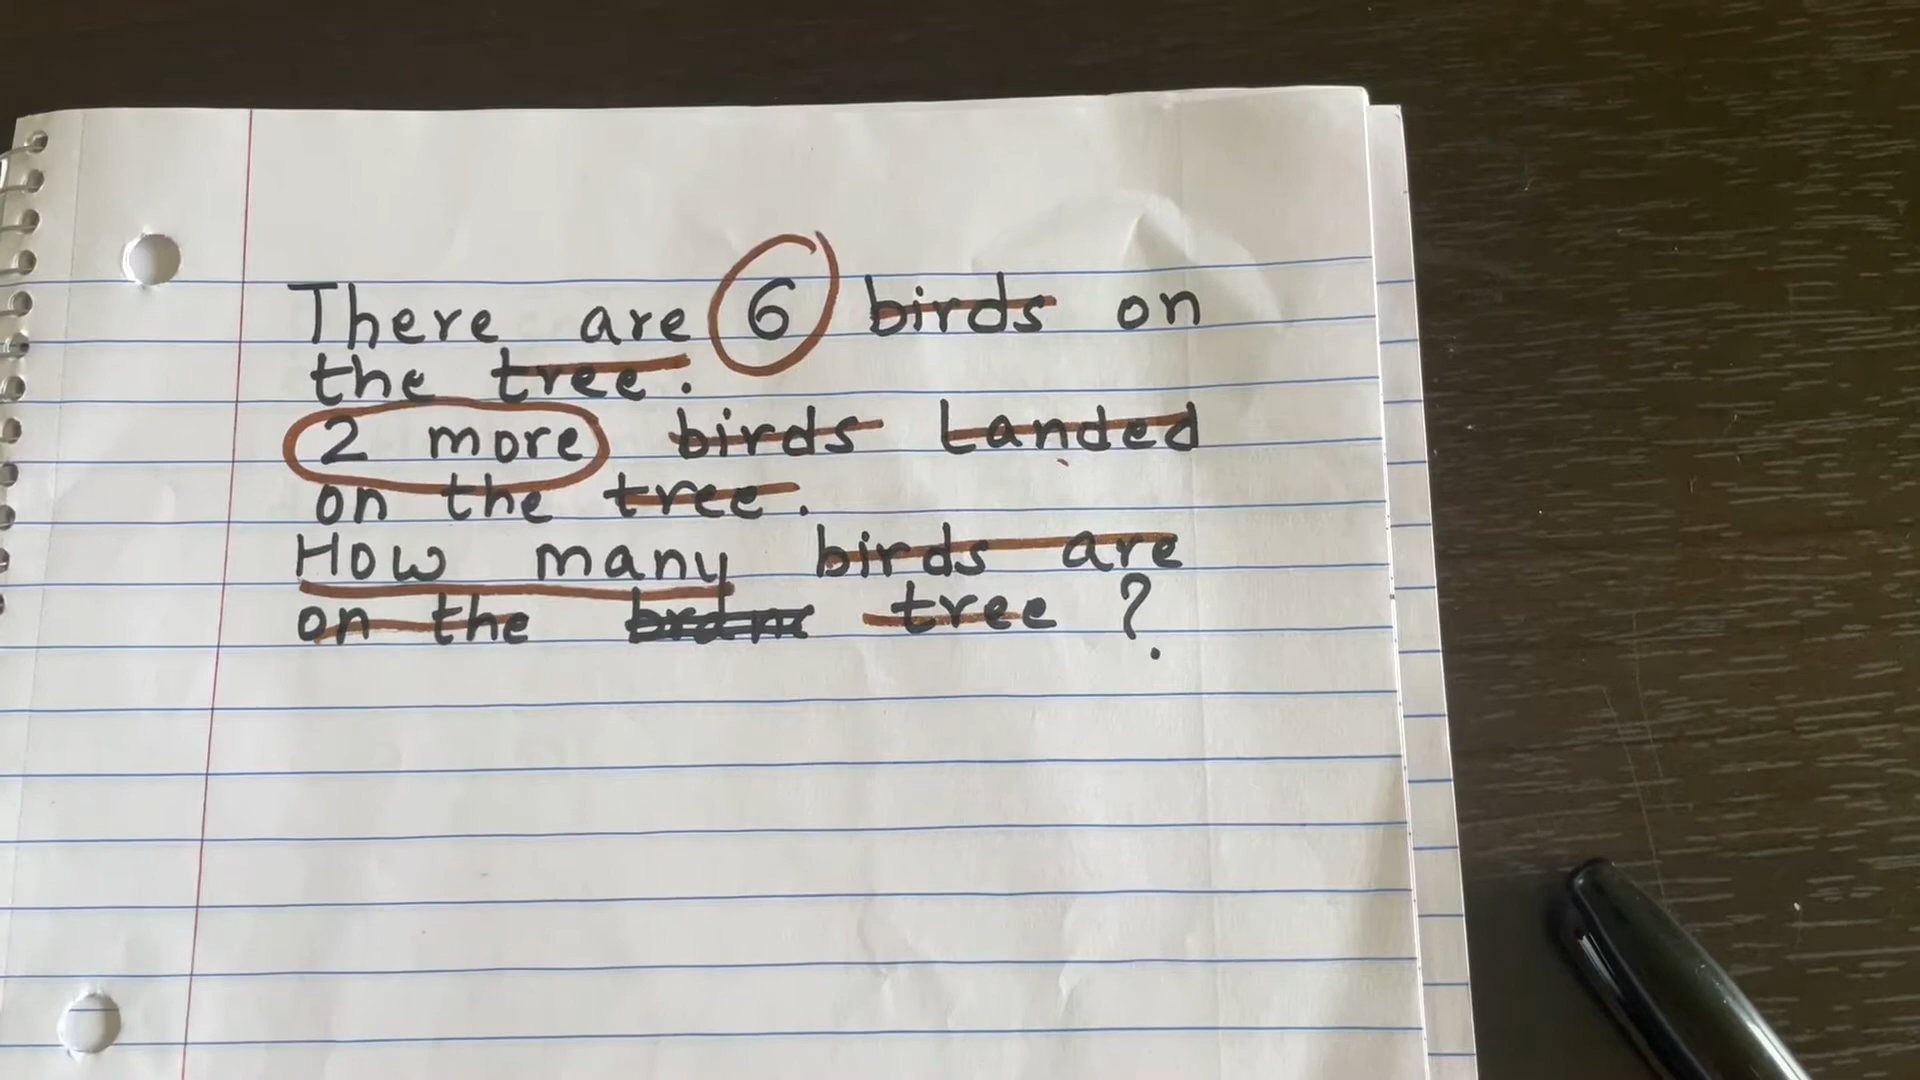 There are 6 birds on
the tree.
2 more birds Landed
on the tree.
How many birds are
on the tree ?